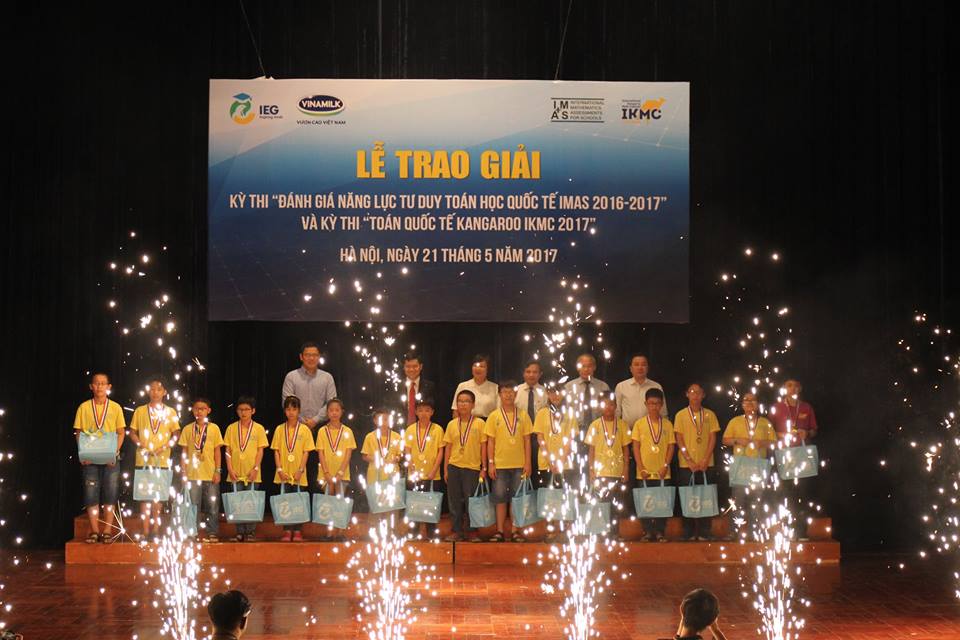 IEG
Inspiring minds
VINAMILK
VƯƠN CAO VIỆT NAM
IMAS
INTERNATIONAL
MATHEMATICS
ASSESSMENTS
FOR SCHOOLS
IKMC
LỄ TRAO GIẢI
KỲ THI “ĐÁNH GIÁ NĂNG LỰC TƯ DUY TOÁN HỌC QUỐC TẾ IMAS 2016-2017”
VÀ KỲ THI “TOÁN QUỐC TẾ KANGAROO IKMC 2017”
HÀ NỘI, NGÀY 21 THÁNG 5 NĂM 2017